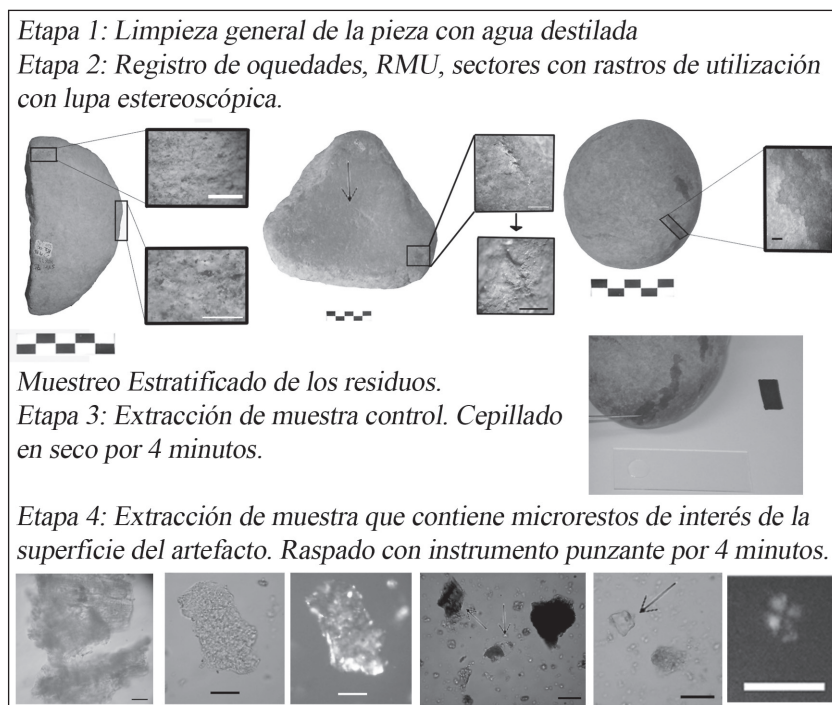 Etapa 1: Limpieza general de la pieza con agua destilada
Etapa 2: Registro de oquedades, RMU, sectores con rastros de utilización
con lupa estereoscópica.
Muestreo Estratificado de los residuos.
Etapa 3: Extracción de muestra control. Cepillado
en seco por 4 minutos.
Etapa 4: Extracción de muestra que contiene microrestos de interés de la
superficie del artefacto. Raspado con instrumento punzante por 4 minutos.